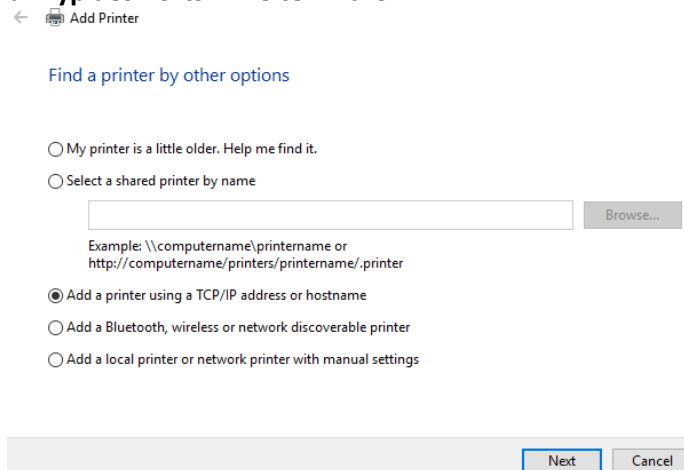 Add Printer
Find a printer by other options
My printer is a little older. Help me find it.
Select a shared printer by name
Browse...
Example: \\computername\printername or
http://computername/printers/printername/.printer
Add a printer using a TCP/IP address or hostname
Add a Bluetooth, wireless or network discoverable printer
Add a local printer or network printer with manual settings
Next Cancel